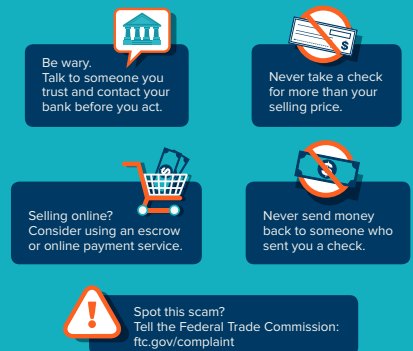 Be wary.
Talk to someone you
trust and contact your
bank before you act.
$
Never take a check
for more than your
selling price.
$
Selling online?
Consider using an escrow
or online payment service.
$
Never send money
back to someone who
sent you a check.
!
Spot this scam?
Tell the Federal Trade Commission:
ftc.gov/complaint